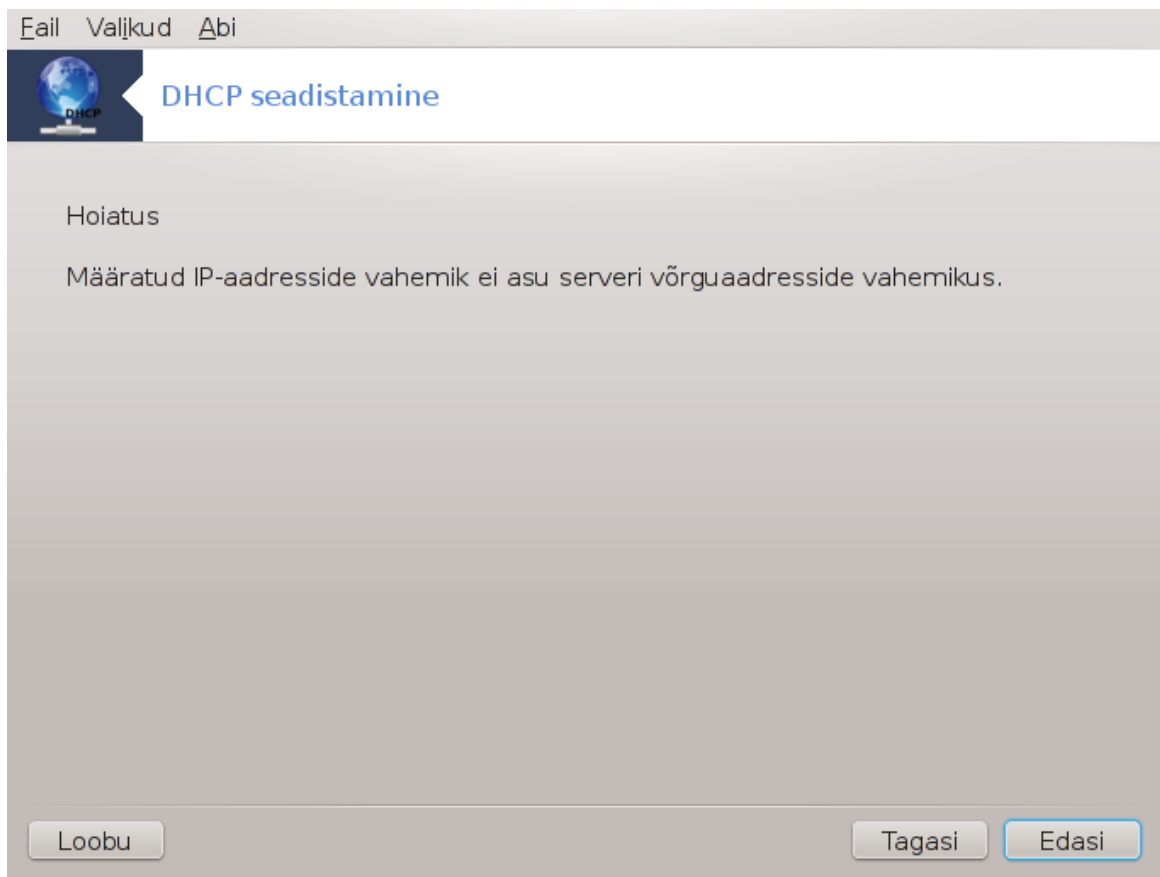 Fail Valikud Abi
DHCP
DHCP seadistamine
Hoiatus
Määratud IP-aadresside vahemik ei asu serveri võrguaadresside vahemikus.
Loobu Tagasi Edasi